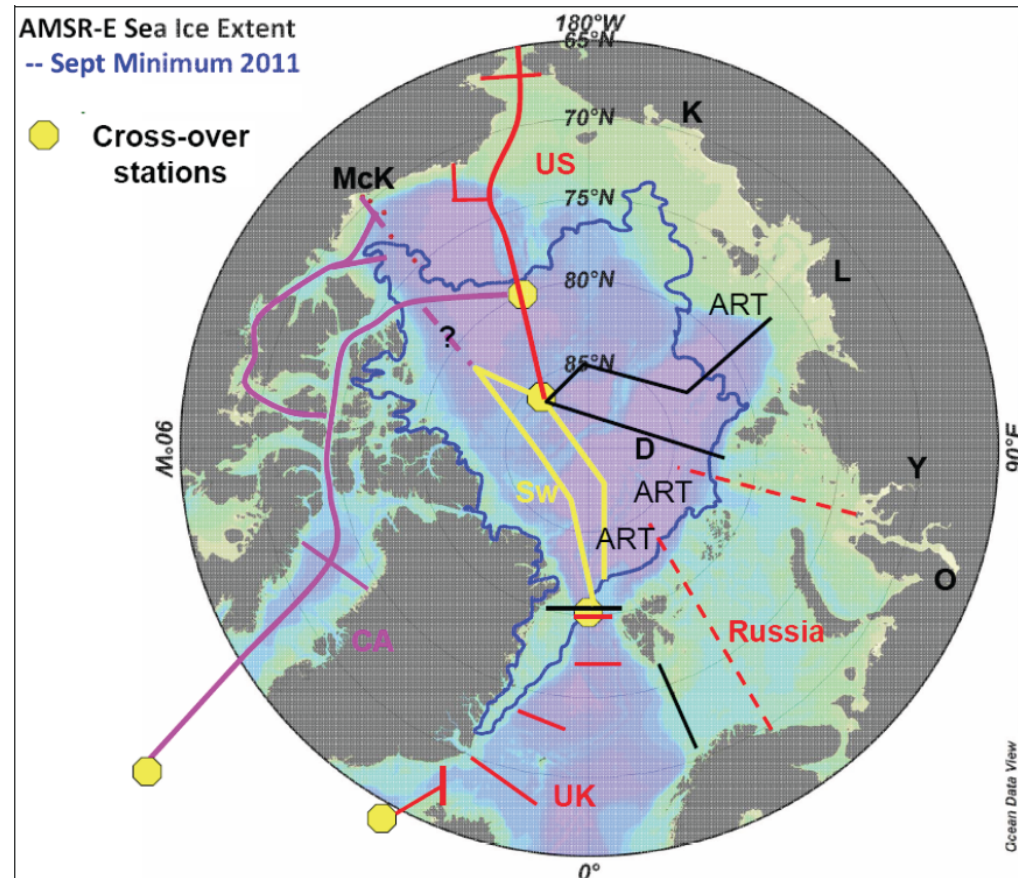 AMSR-E Sea Ice Extent
-- Sept Minimum 2011
Cross-over
stations
180°W
65°N
70°N
K
US
McK
75°N
80°N
L
ART
?
85°N
90°W
90°E
D
Y
Sw
ART
ART
O
Russia
CA
UK
0°
Ocean Data View